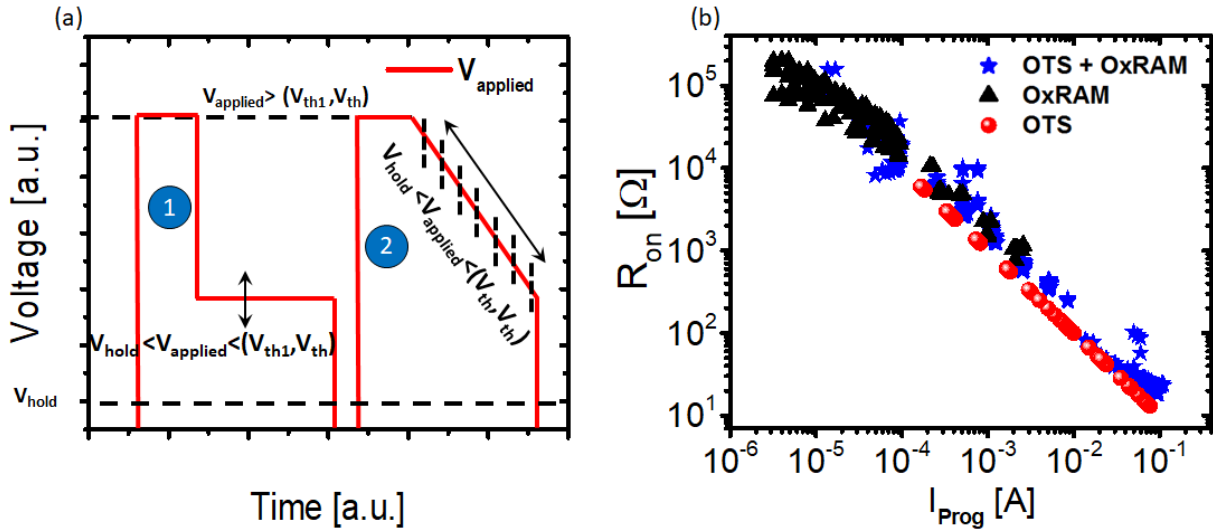 (a)
Voltage [a.u.]
V_applied
V_applied> (V_th1,V_th)
1
2
V_hold <V_applied<(V_th,V_th)
V_hold <V_applied<(V_th1,V_th)
V_hold
Time [a.u.]
(b)
R_on [Ω]
OTS + OxRAM
OxRAM
OTS
10^5
10^4
10^3
10^2
10^1
10^-6 10^-5 10^-4 10^-3 10^-2 10^-1
I_Prog [A]